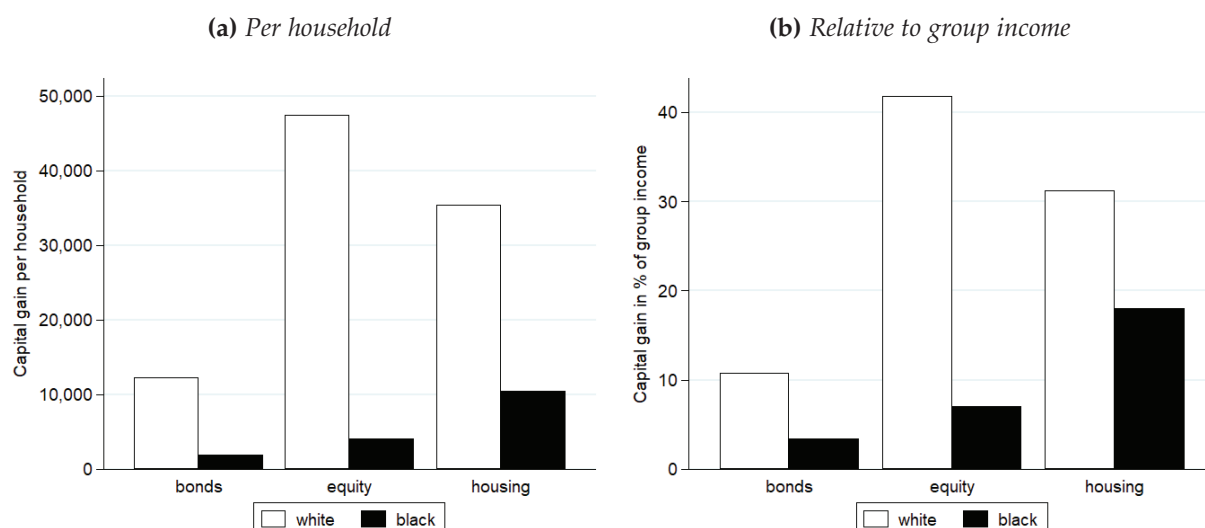 (a) Per household
Capital gain per household
50,000
40,000
30,000
20,000
10,000
0
bonds equity housing
white black
(b) Relative to group income
Capital gain in % of group income
40
30
20
10
0
bonds equity housing
white black